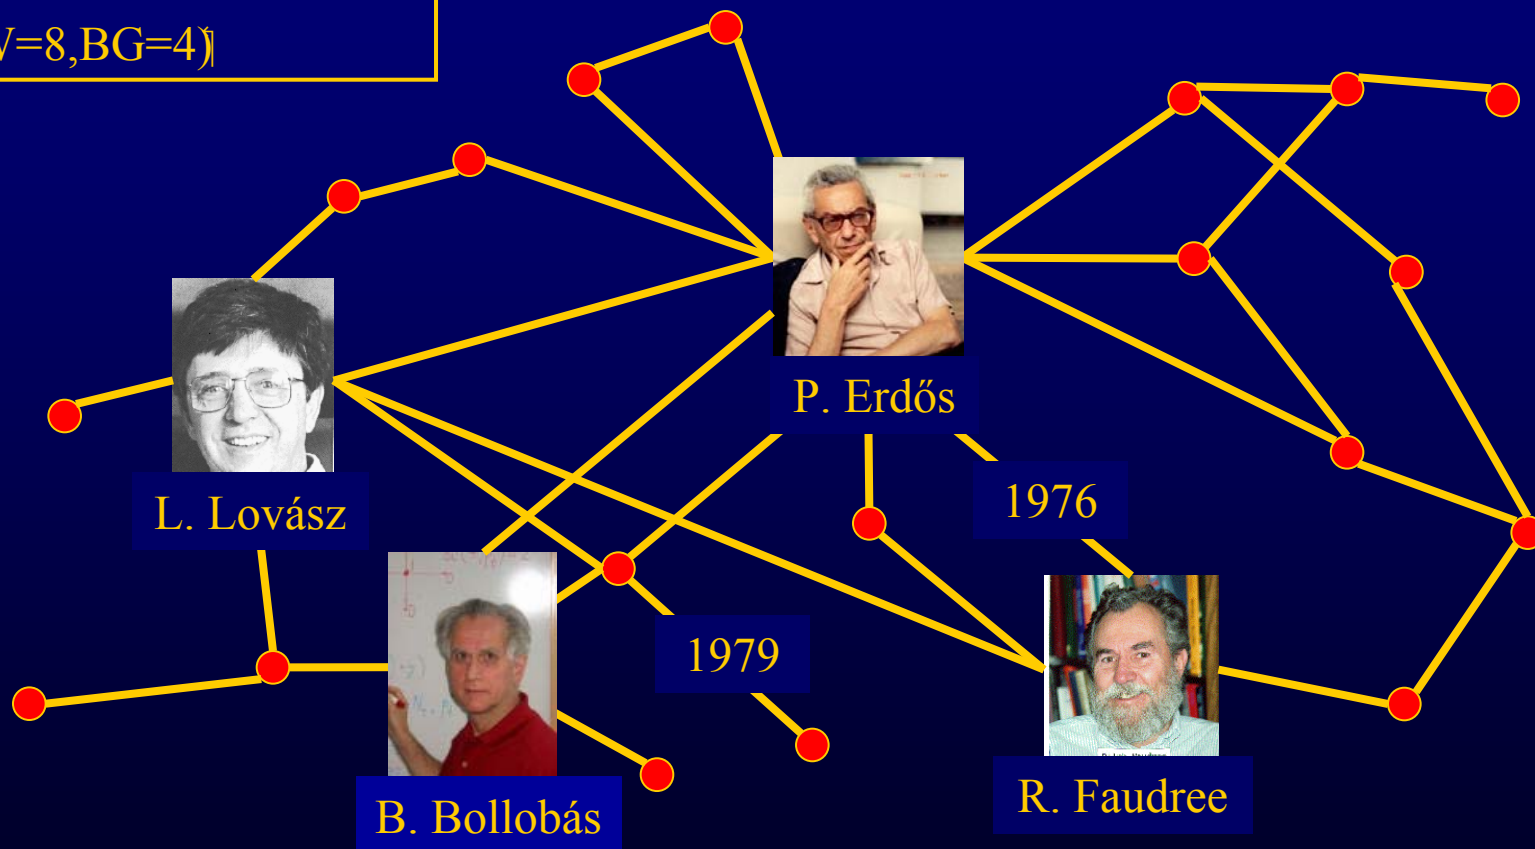 =8,BG=4)
P. Erdős
L. Lovász
1976
1979
R. Faudree
B. Bollobás